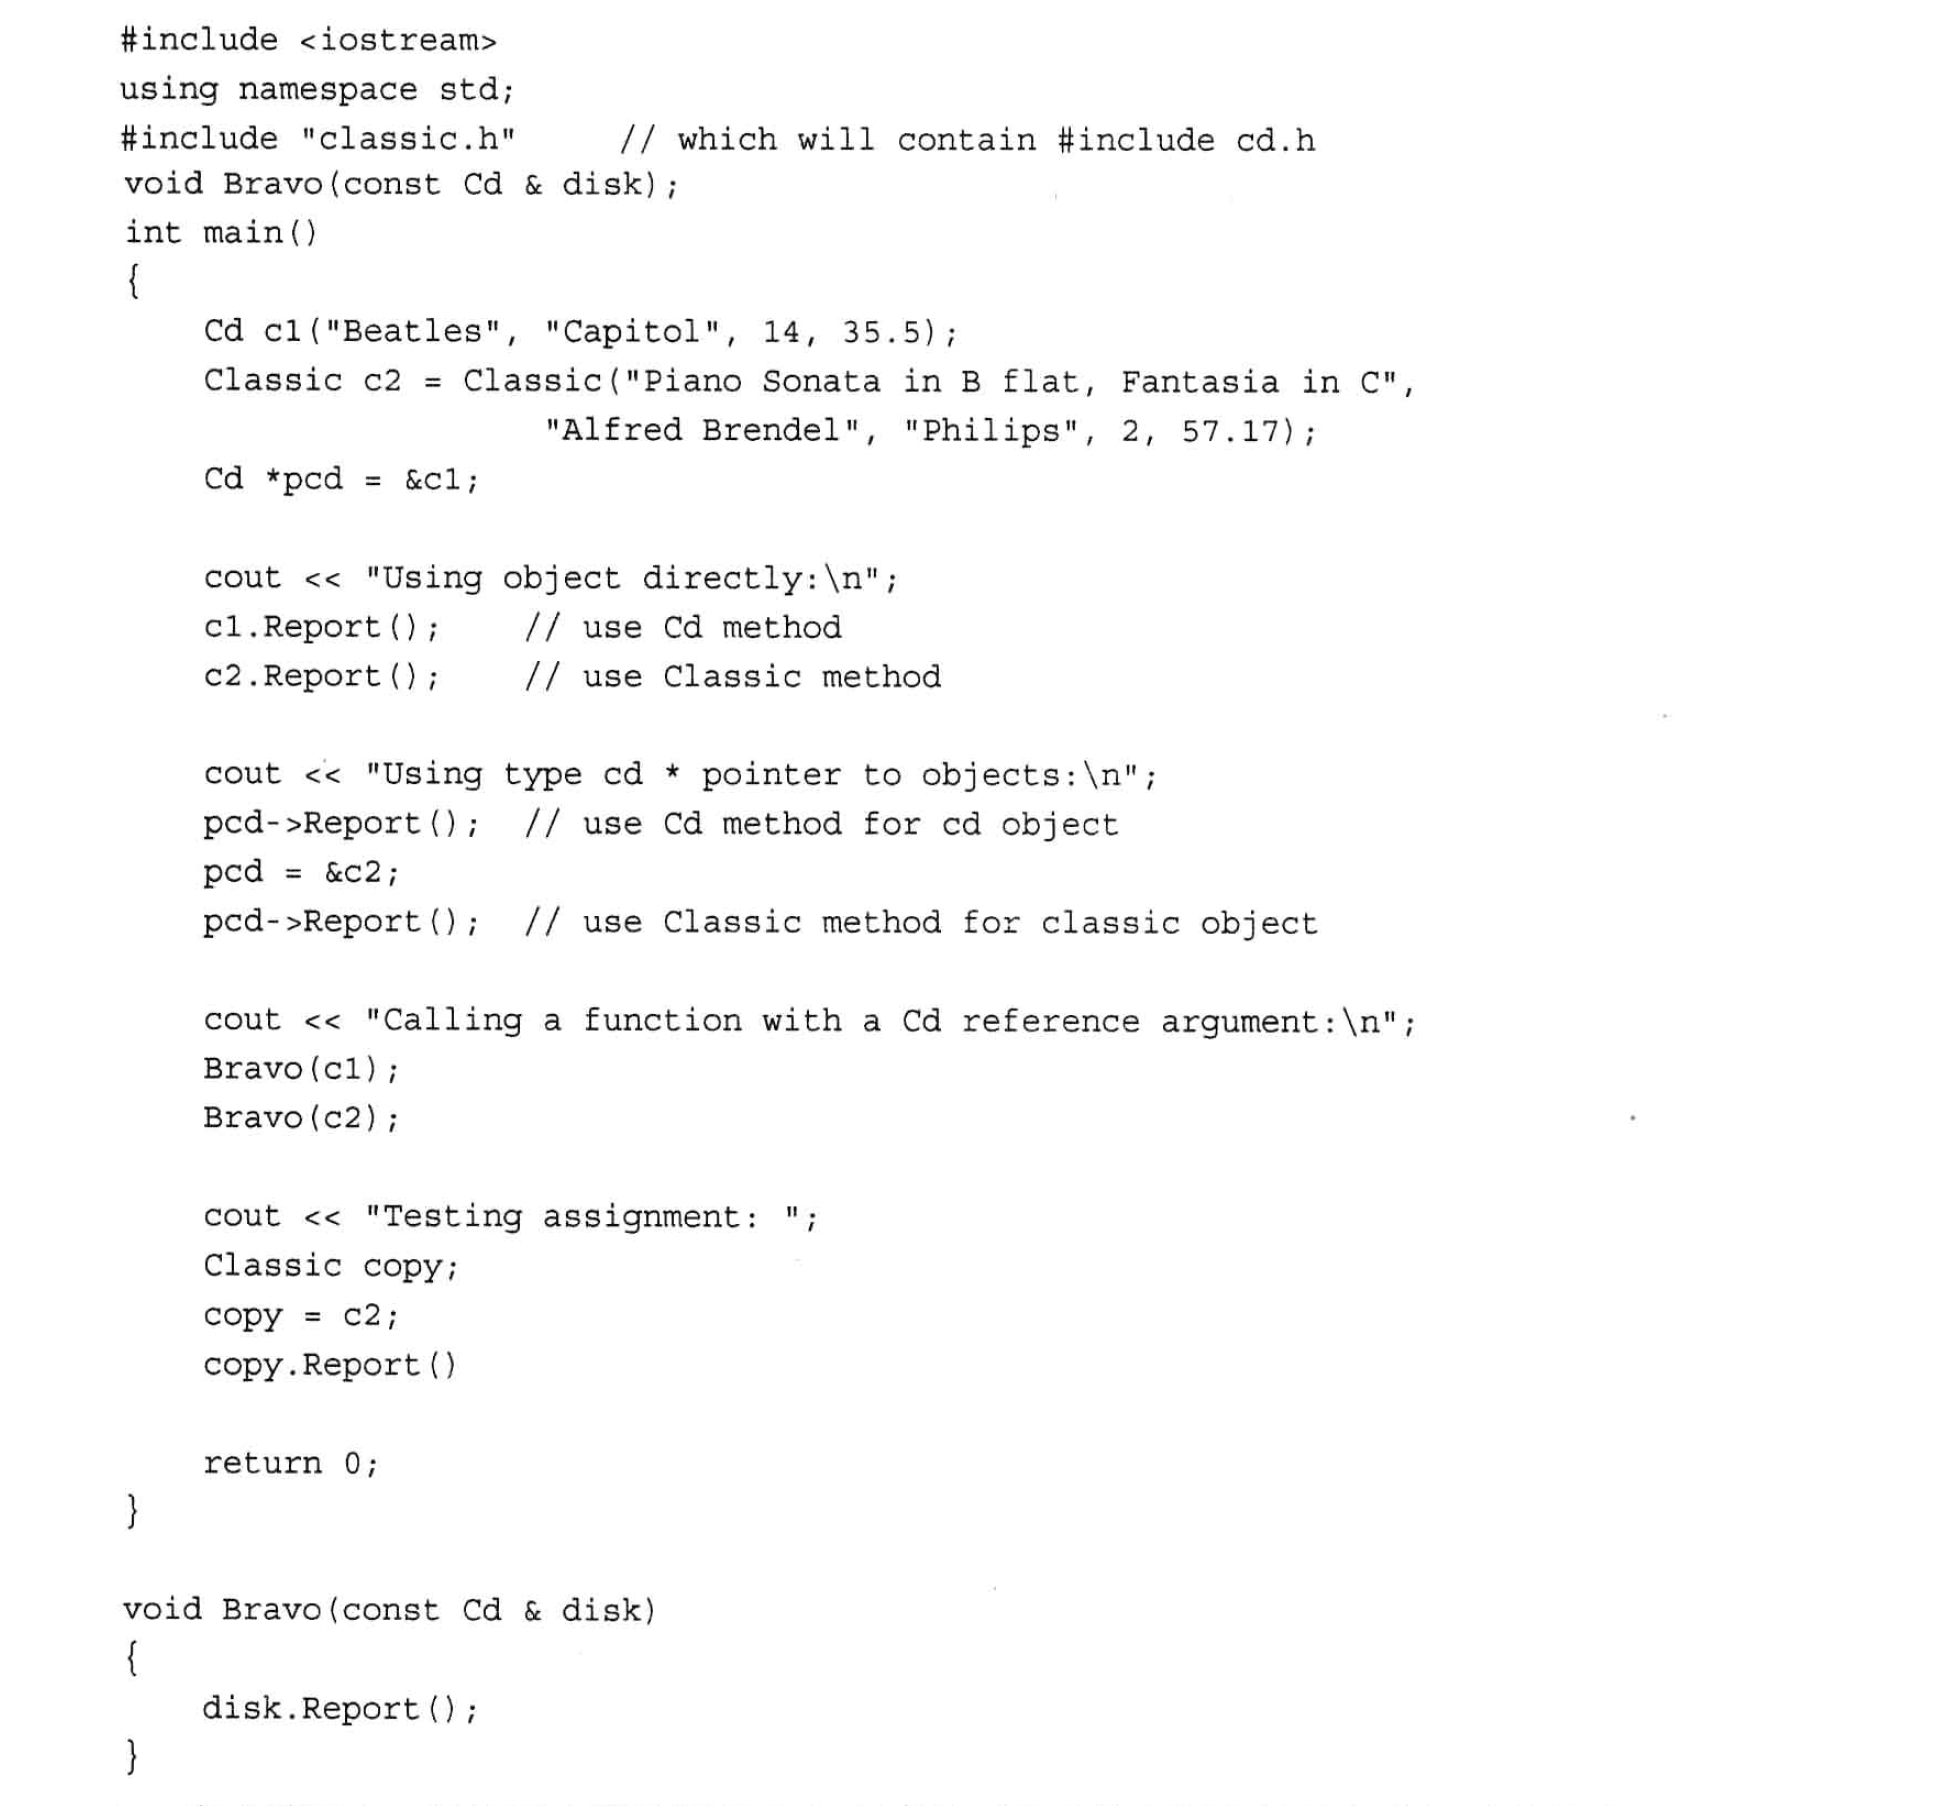 #include <iostream>
using namespace std;
#include "classic.h"     // which will contain #include cd.h
void Bravo(const Cd & disk);
int main()
{
    Cd c1("Beatles", "Capitol", 14, 35.5);
    Classic c2 = Classic("Piano Sonata in B flat, Fantasia in C",
                     "Alfred Brendel", "Philips", 2, 57.17);
    Cd *pcd = &c1;

    cout << "Using object directly:\n";
    c1.Report();    // use Cd method
    c2.Report();    // use Classic method

    cout << "Using type cd * pointer to objects:\n";
    pcd->Report();  // use Cd method for cd object
    pcd = &c2;
    pcd->Report();  // use Classic method for classic object

    cout << "Calling a function with a Cd reference argument:\n";
    Bravo(c1);
    Bravo(c2);

    cout << "Testing assignment: ";
    Classic copy;
    copy = c2;
    copy.Report()

    return 0;
}

void Bravo(const Cd & disk)
{
    disk.Report();
}